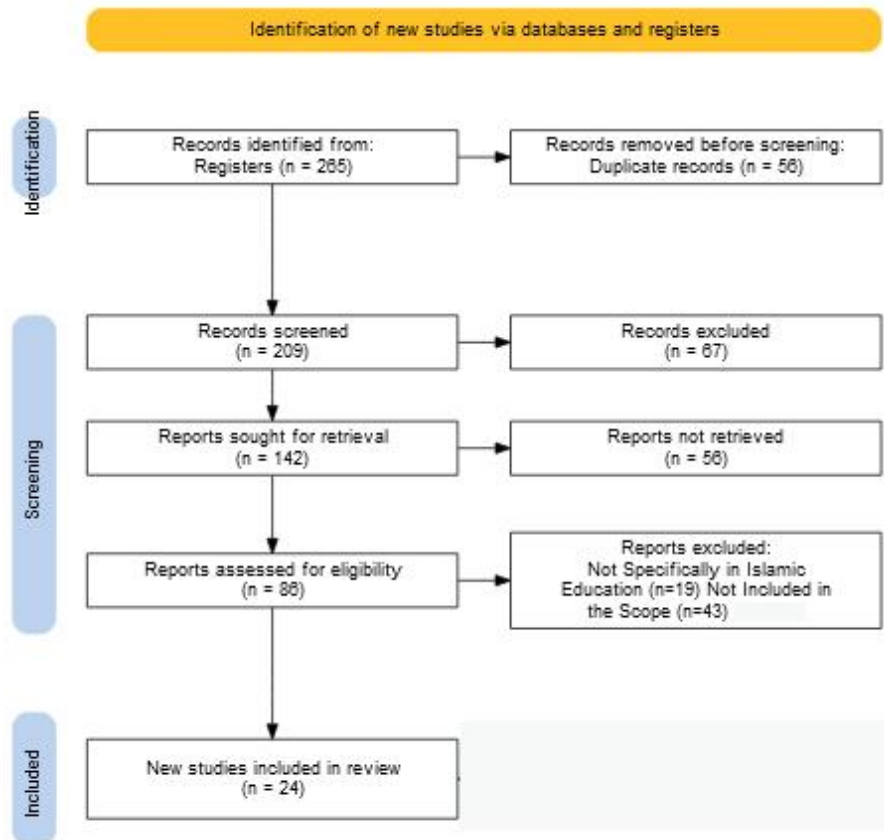 Identification of new studies via databases and registers
Identification
Records identified from:
Registers (n = 265)
Records removed before screening:
Duplicate records (n = 56)
Screening
Records screened
(n = 209)
Records excluded
(n = 67)
Reports sought for retrieval
(n = 142)
Reports not retrieved
(n = 56)
Reports assessed for eligibility
(n = 86)
Reports excluded:
Not Specifically in Islamic
Education (n=19) Not Included in
the Scope (n=43)
Included
New studies included in review
(n = 24)